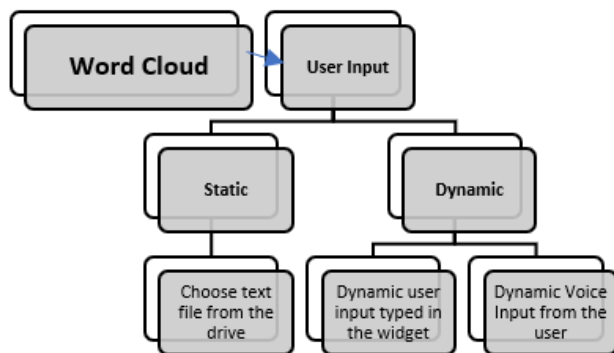 Word Cloud
User Input
Static
Dynamic
Choose text
file from the
drive
Dynamic user
input typed in
the widget
Dynamic Voice
Input from the
user